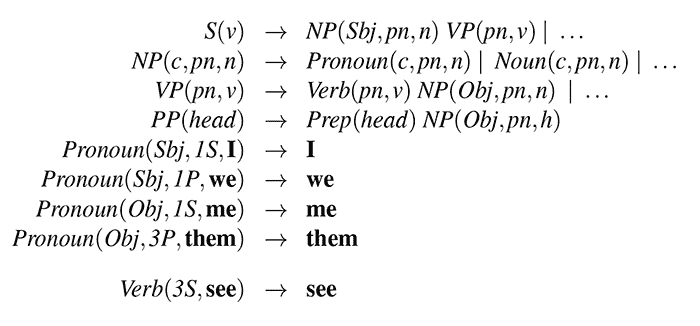 S(v) → NP(Sbj, pn, n) VP(pn, v) | …
NP(c, pn, n) → Pronoun(c, pn, n) | Noun(c, pn, n) | …
VP(pn, v) → Verb(pn, v) NP(Obj, pn, n) | …
PP(head) → Prep(head) NP(Obj, pn, h)
Pronoun(Sbj, 1S, I) → I
Pronoun(Sbj, 1P, we) → we
Pronoun(Obj, 1S, me) → me
Pronoun(Obj, 3P, them) → them
Verb(3S, see) → see